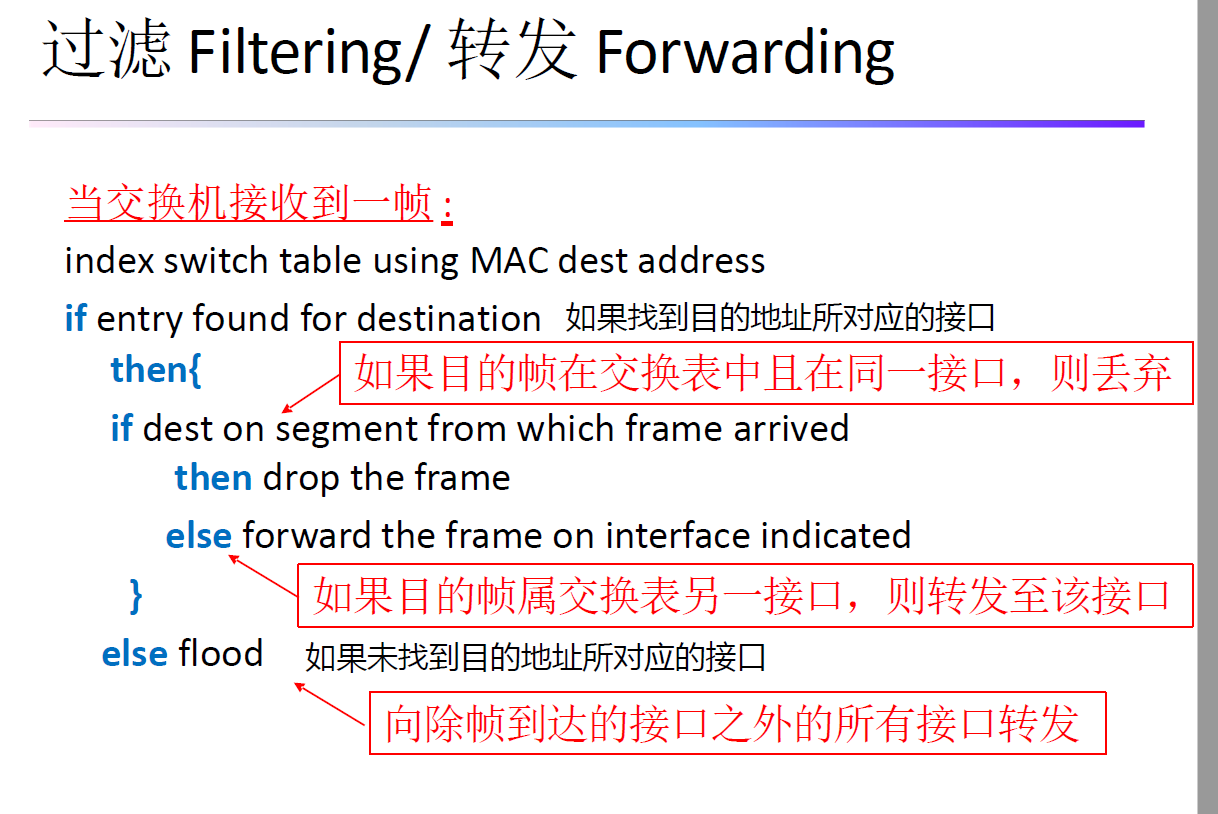 过滤 Filtering/ 转发 Forwarding
当交换机接收到一帧:
index switch table using MAC dest address
if entry found for destination 如果找到目的地址所对应的接口
then{
如果目的帧在交换表中且在同一接口，则丢弃
if dest on segment from which frame arrived
then drop the frame
else forward the frame on interface indicated
}
如果目的帧属交换表另一接口，则转发至该接口
else flood 如果未找到目的地址所对应的接口
向除帧到达的接口之外的所有接口转发